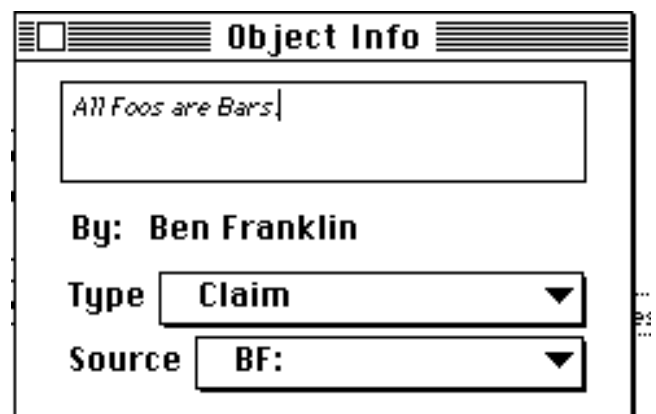 Object Info
All Foos are Bars.
By: Ben Franklin
Type Claim
Source BF: